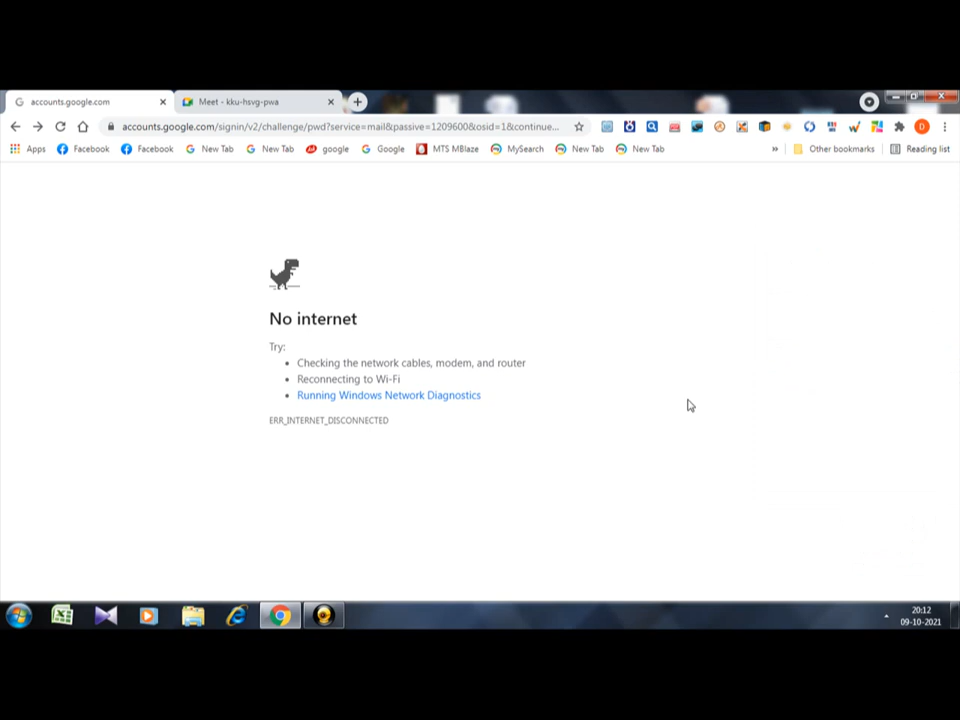 accounts.google.com
Meet - kku-hsvg-pwa
accounts.google.com/signin/v2/challenge/pwd?service=mail&passive=1209600&osid=1&continue...
D
Apps Facebook Facebook New Tab New Tab google Google MTS MBlaze MySearch New Tab New Tab » Other bookmarks Reading list
No internet
Try:
• Checking the network cables, modem, and router
• Reconnecting to Wi-Fi
• Running Windows Network Diagnostics
ERR_INTERNET_DISCONNECTED
20:12
09-10-2021